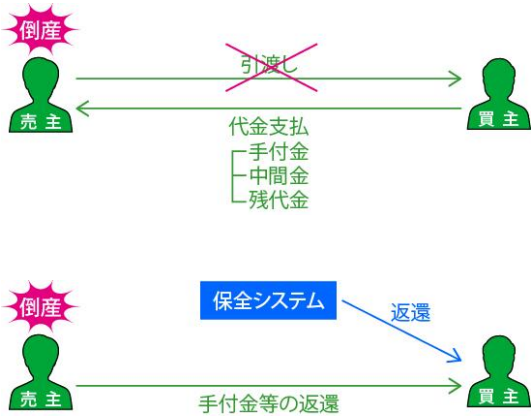 倒産
引渡し
売主
買主
代金支払
手付金
中間金
残代金
倒産
保全システム
返還
売主
買主
手付金等の返還